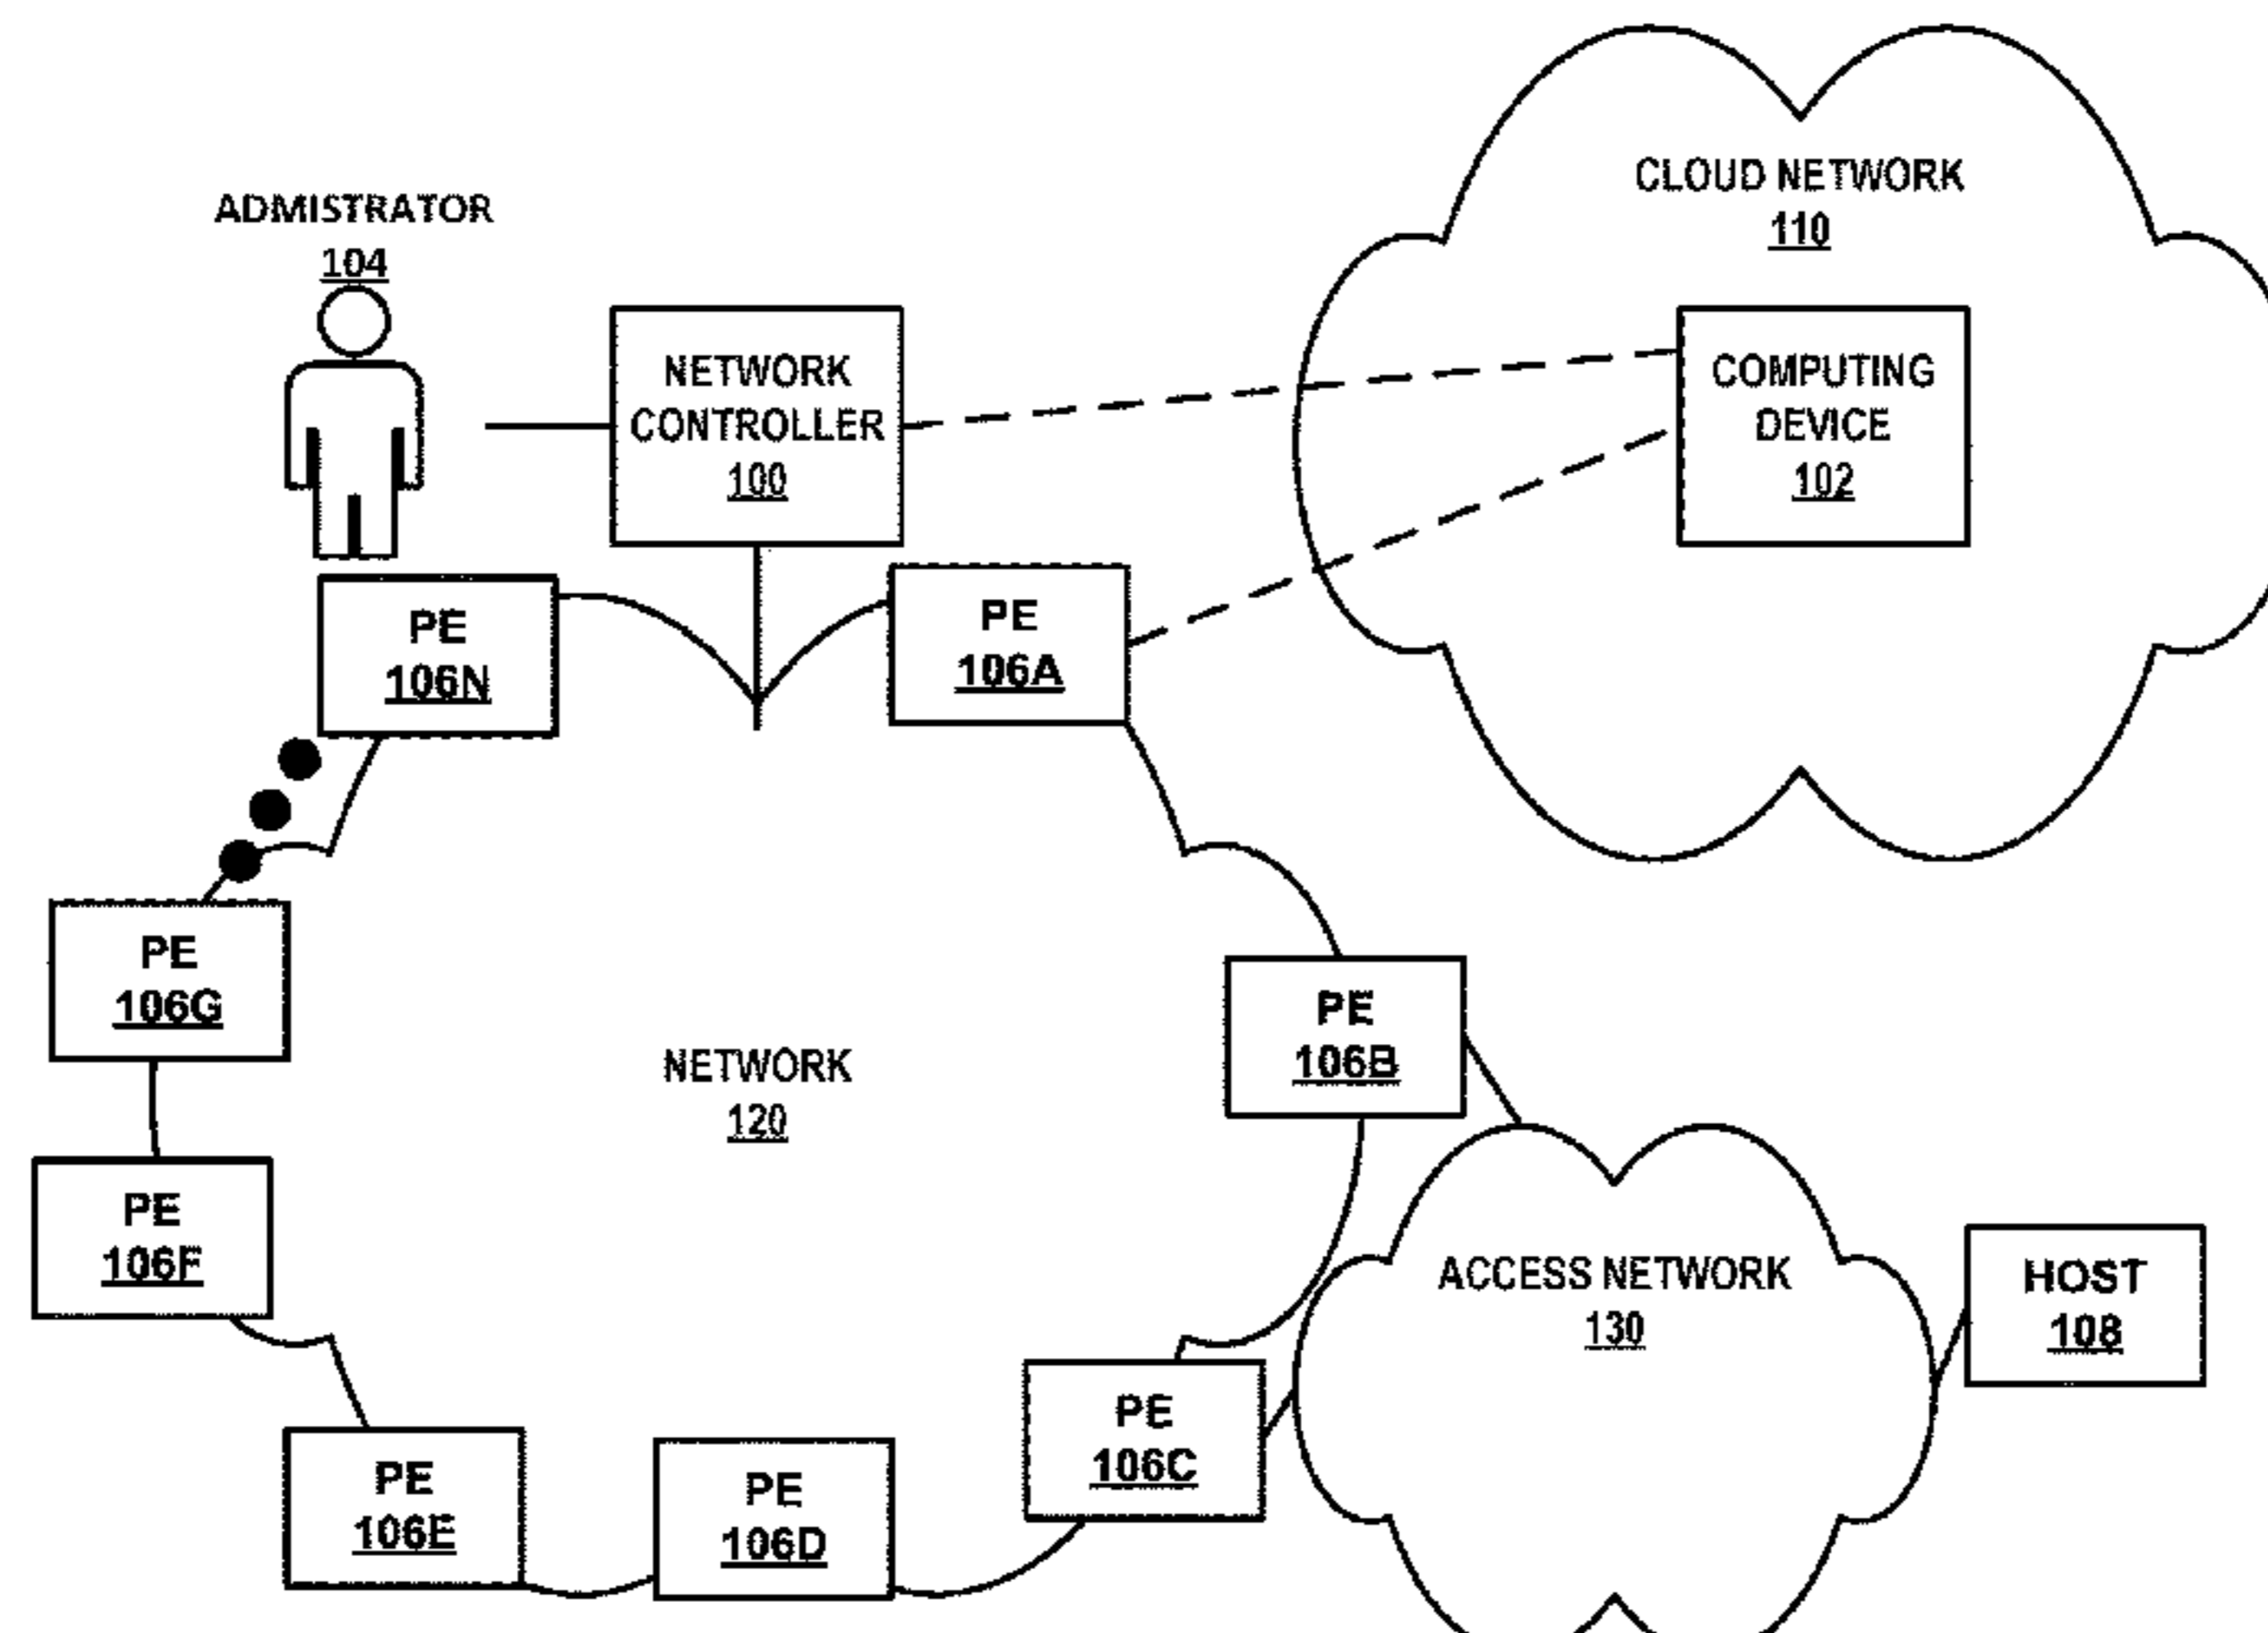 CLOUD NETWORK
110
ADMISTRATOR
104
NETWORK
CONTROLLER
100
COMPUTING
DEVICE
102
PE
106N
PE
106A
PE
106G
PE
106B
NETWORK
120
PE
106F
ACCESS NETWORK
130
HOST
108
PE
106C
PE
106E
PE
106D